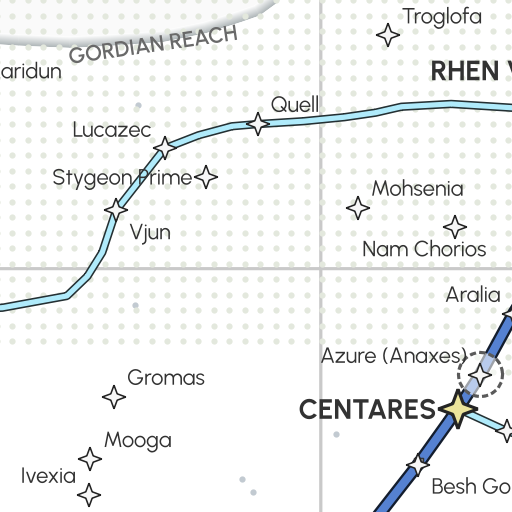 Troglofa
GORDIAN REACH
aridun
RHEN
Quell
Lucazec
Stygeon Prime
Mohsenia
Vjun
Nam Chorios
Aralia
Azure (Anaxes)
Gromas
CENTARES
Mooga
Ivexia
Besh Go